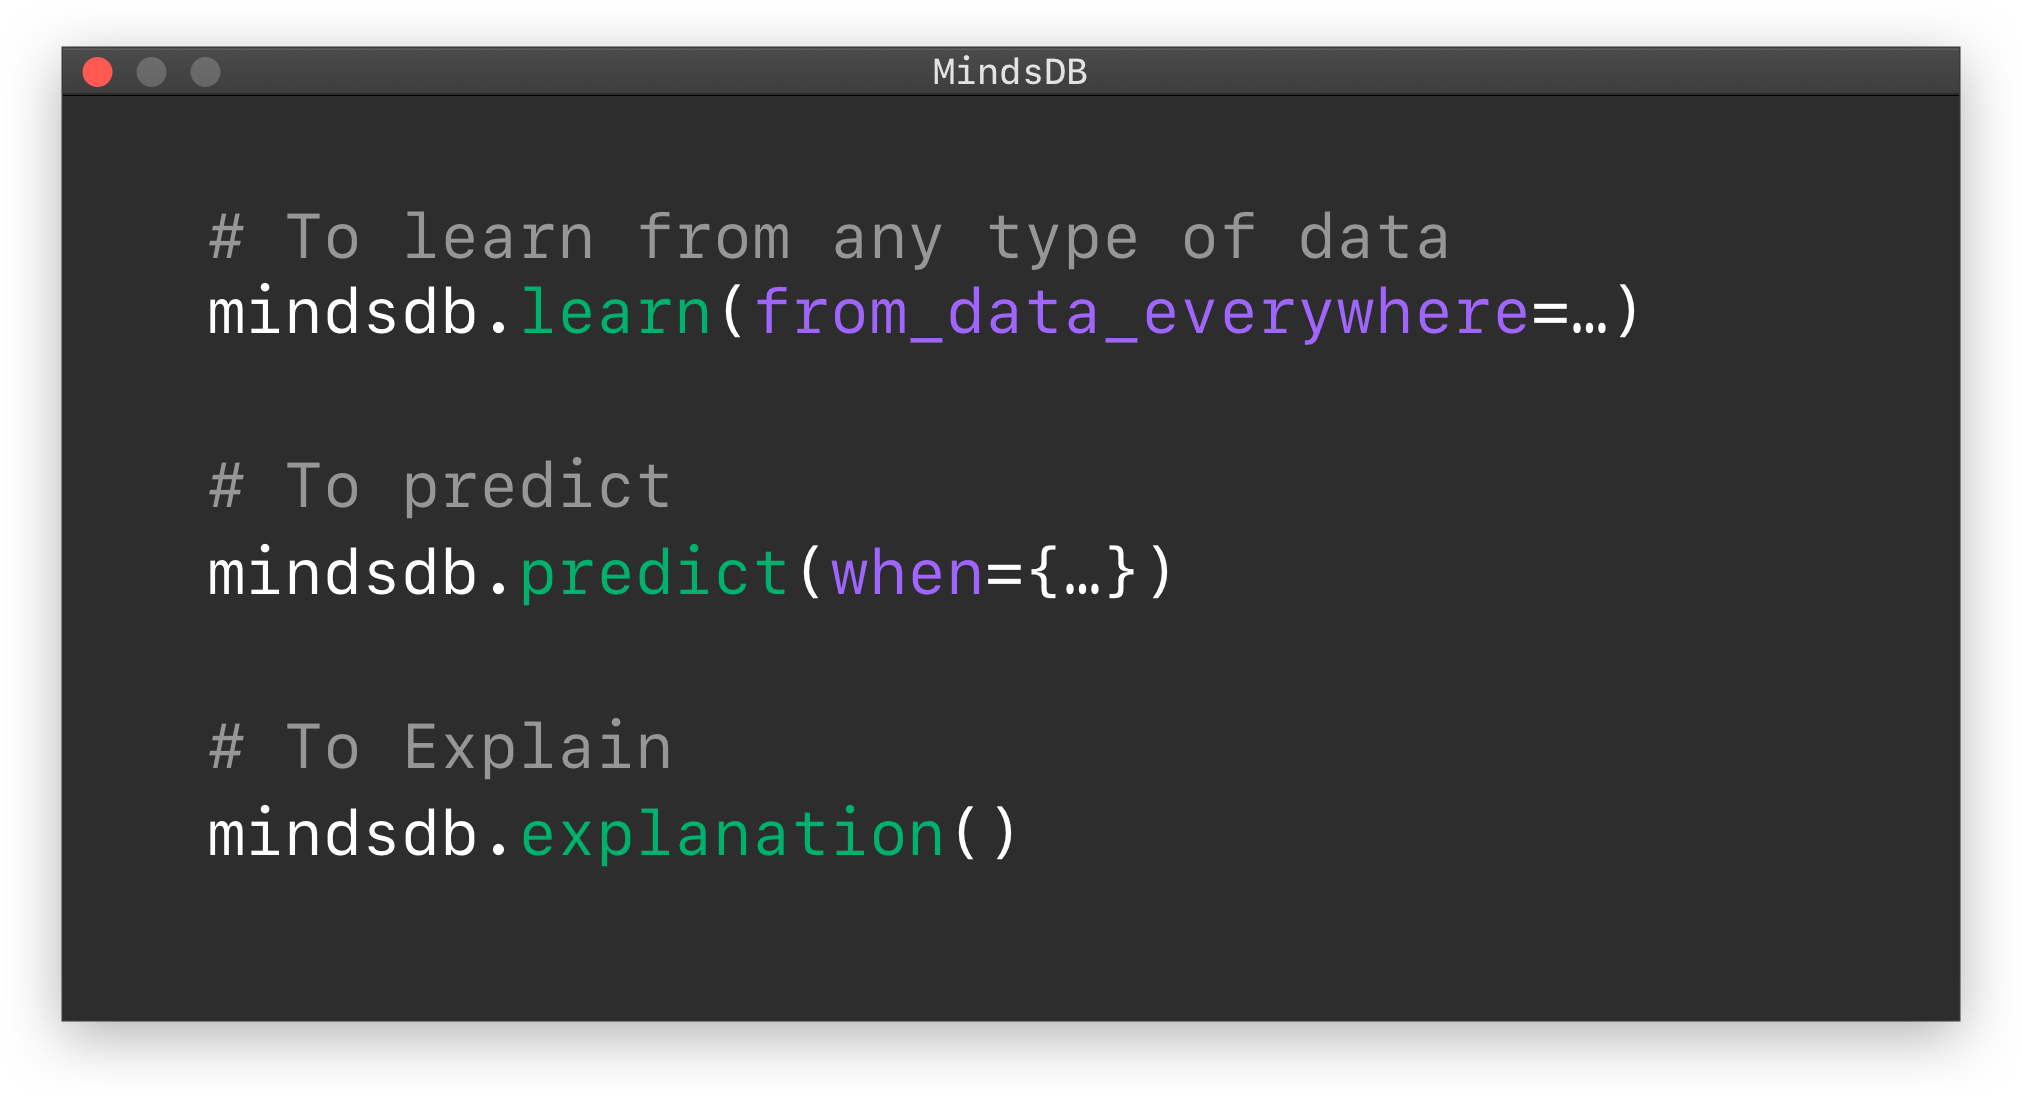 MindsDB
# To learn from any type of data
mindsdb.learn(from_data_everywhere=…)
# To predict
mindsdb.predict(when={…})
# To Explain
mindsdb.explanation()